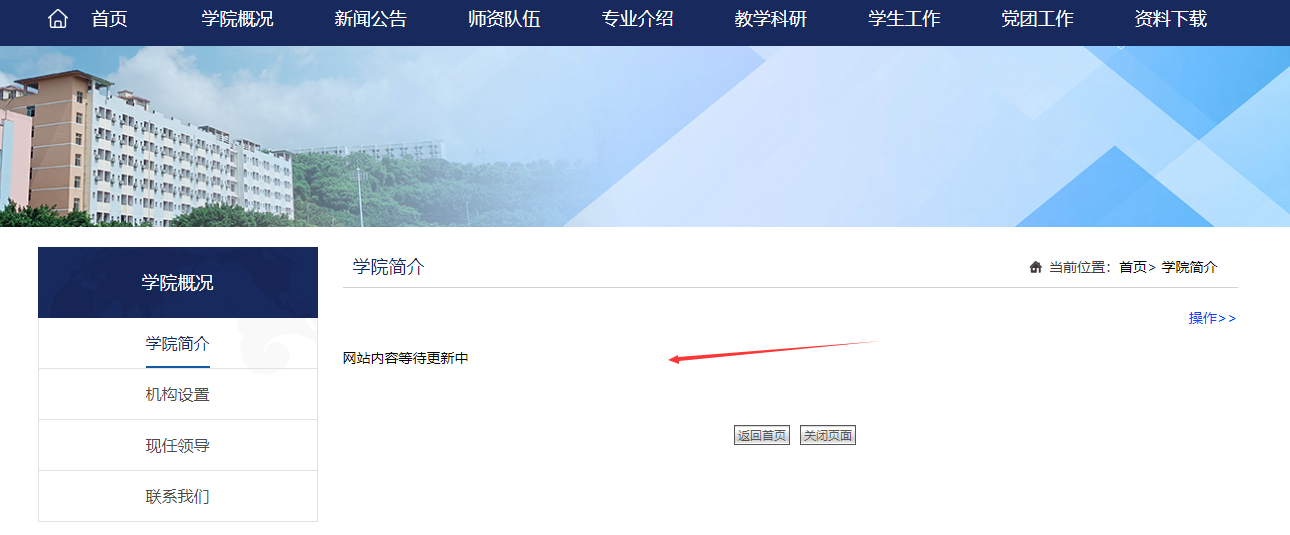 首页 学院概况 新闻公告 师资队伍 专业介绍 教学科研 学生工作 党团工作 资料下载
学院概况
学院简介
机构设置
现任领导
联系我们
学院简介
当前位置：首页> 学院简介
操作>>
网站内容等待更新中
返回首页 关闭页面